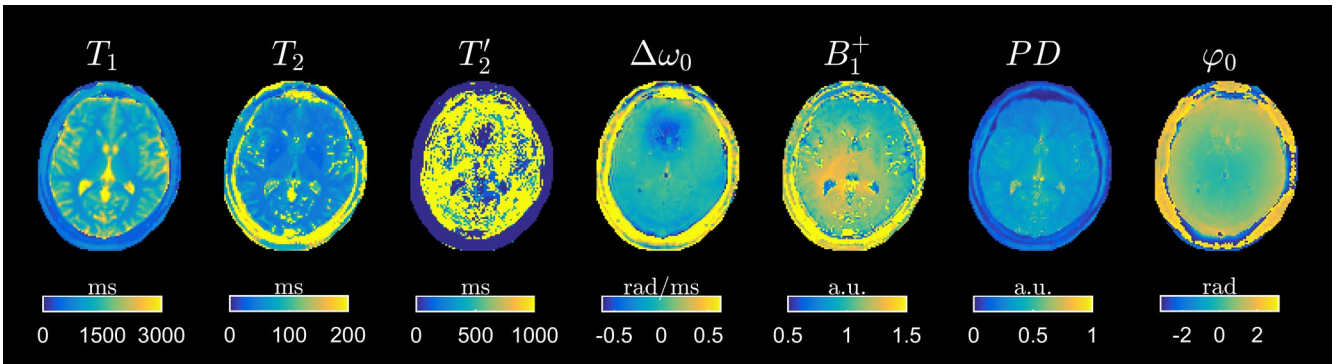 T₁ T₂ T₂′ Δω₀ B₁⁺ PD φ₀
ms ms ms rad/ms a.u. a.u. rad
0 1500 3000 0 100 200 0 500 1000 -0.5 0 0.5 0.5 1 1.5 0 0.5 1 -2 0 2